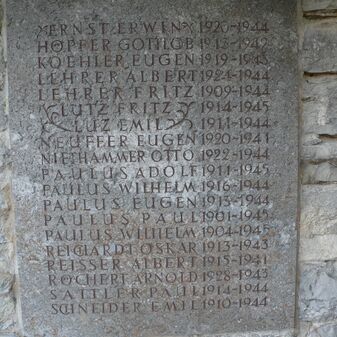 ERNST ERWIN 1920-1944
HÖPFER GOTTLOB 1913-1942
KOEHLER EUGEN 1919-1943
LEHRER ALBERT 1924-1944
LEHRER FRITZ 1909-1944
LUTZ FRITZ 1914-1945
LUZ EMIL 1911-1944
NEUFFER EUGEN 1920-1941
NIETHAMMER OTTO 1922-1944
PAULUS ADOLF 1911-1945
PAULUS WILHELM 1916-1944
PAULUS EUGEN 1913-1944
PAULUS PAUL 1901-1945
PAULUS WILHELM 1904-1945
REICHARDT OSKAR 1913-1943
REISSER ALBERT 1915-1941
ROCHERT ARNOLD 1928-1945
SATTLER PAUL 1914-1944
SCHNEIDER EMIL 1910-1944